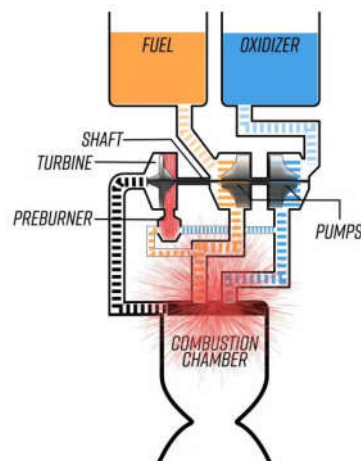 FUEL
OXIDIZER
SHAFT
TURBINE
PREBURNER
PUMPS
COMBUSTION
CHAMBER